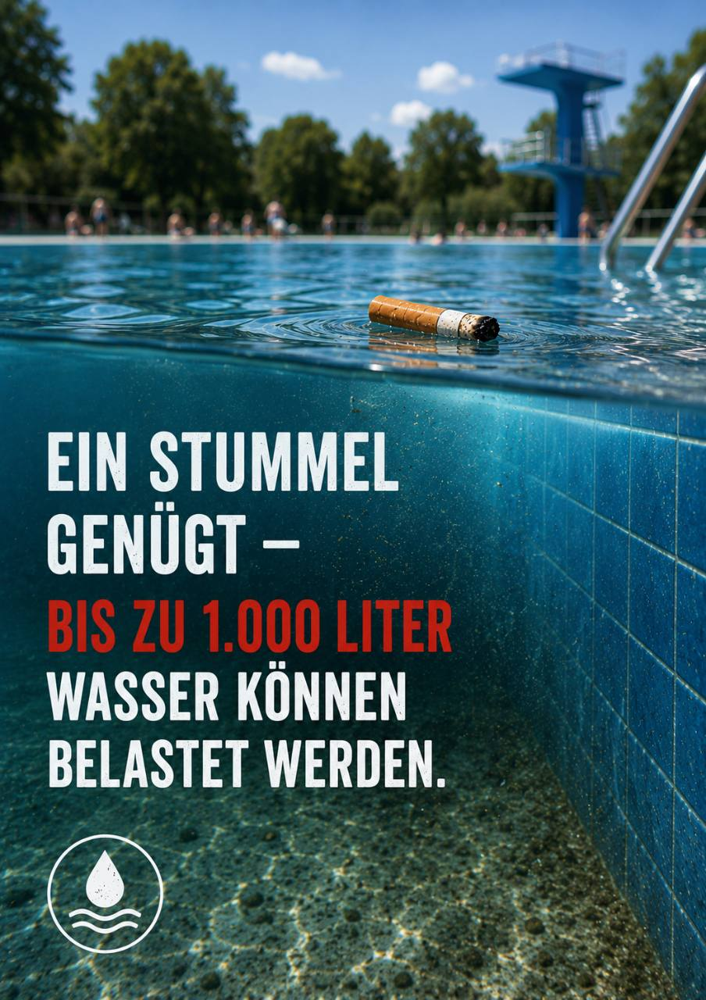 EIN STUMMEL
GENÜGT –
BIS ZU 1.000 LITER
WASSER KÖNNEN
BELASTET WERDEN.